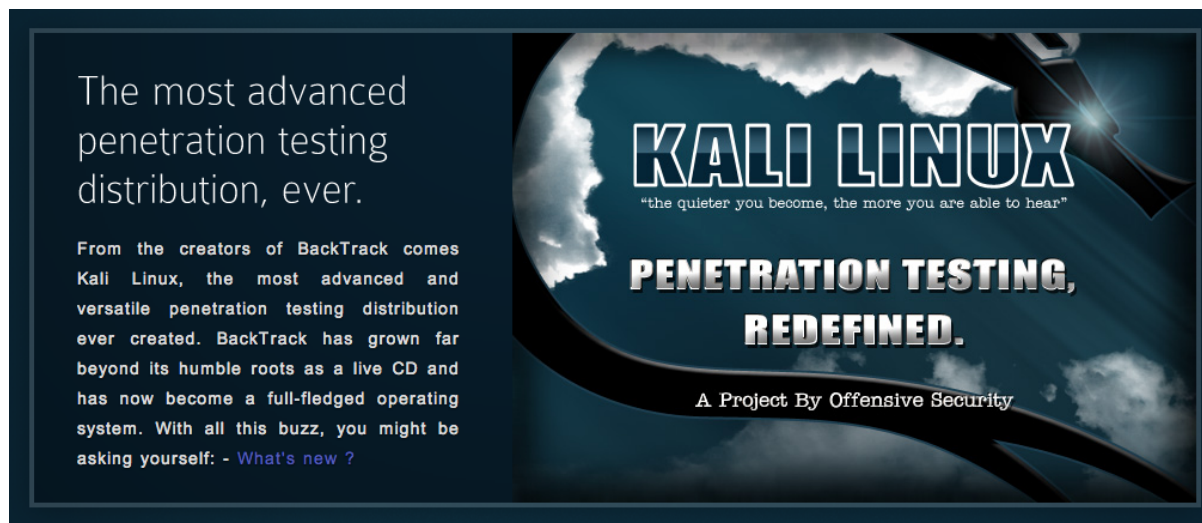 The most advanced
penetration testing
distribution, ever.
From the creators of BackTrack comes
Kali Linux, the most advanced and
versatile penetration testing distribution
ever created. BackTrack has grown far
beyond its humble roots as a live CD and
has now become a full-fledged operating
system. With all this buzz, you might be
asking yourself: - What's new ?
KALI LINUX
“the quieter you become, the more you are able to hear”
PENETRATION TESTING,
REDEFINED.
A Project By Offensive Security